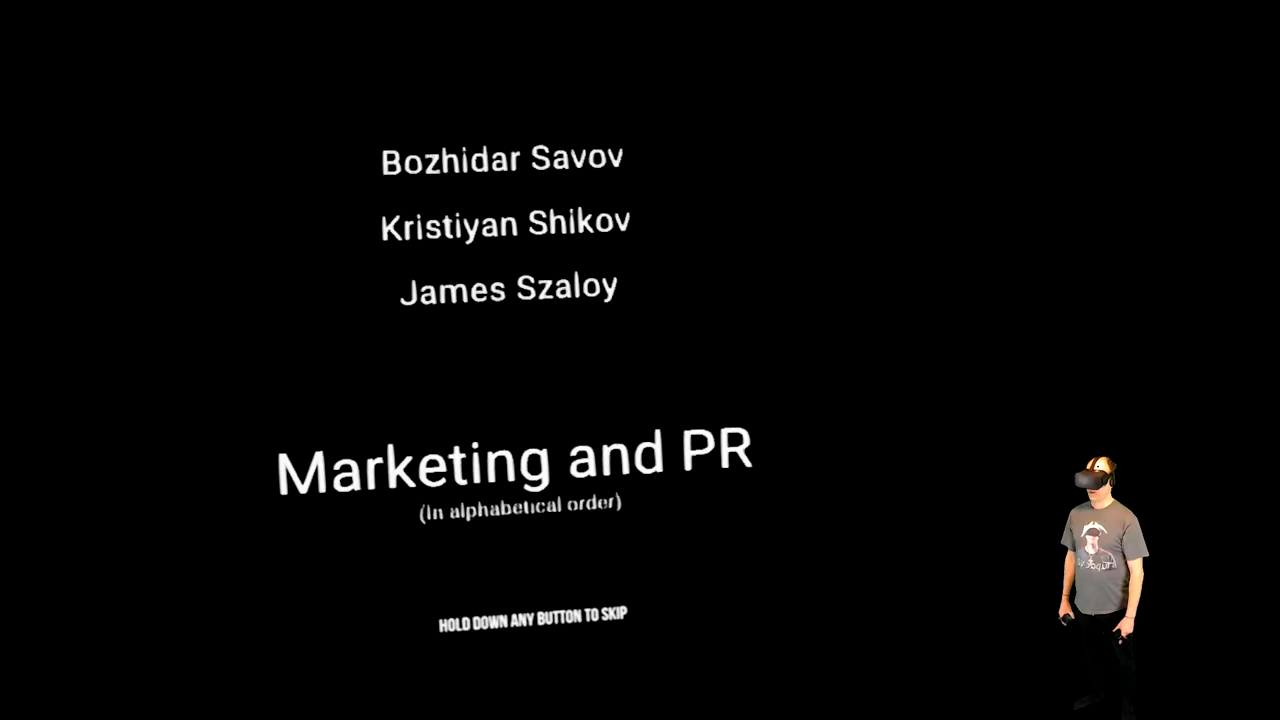 Bozhidar Savov
Kristiyan Shikov
James Szaloy
Marketing and PR
(In alphabetical order)
HOLD DOWN ANY BUTTON TO SKIP